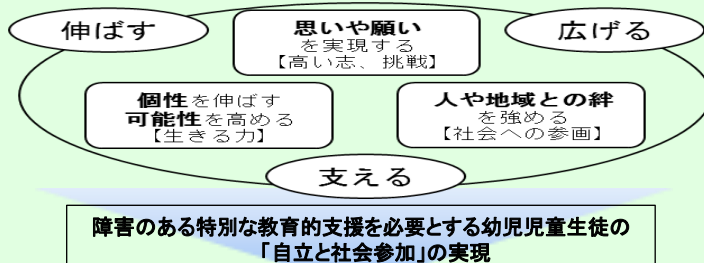 伸ばす
思いや願い
を実現する
【高い志、挑戦】
広げる
個性を伸ばす
可能性を高める
【生きる力】
人や地域との絆
を強める
【社会への参画】
支える
障害のある特別な教育的支援を必要とする幼児児童生徒の
「自立と社会参加」の実現